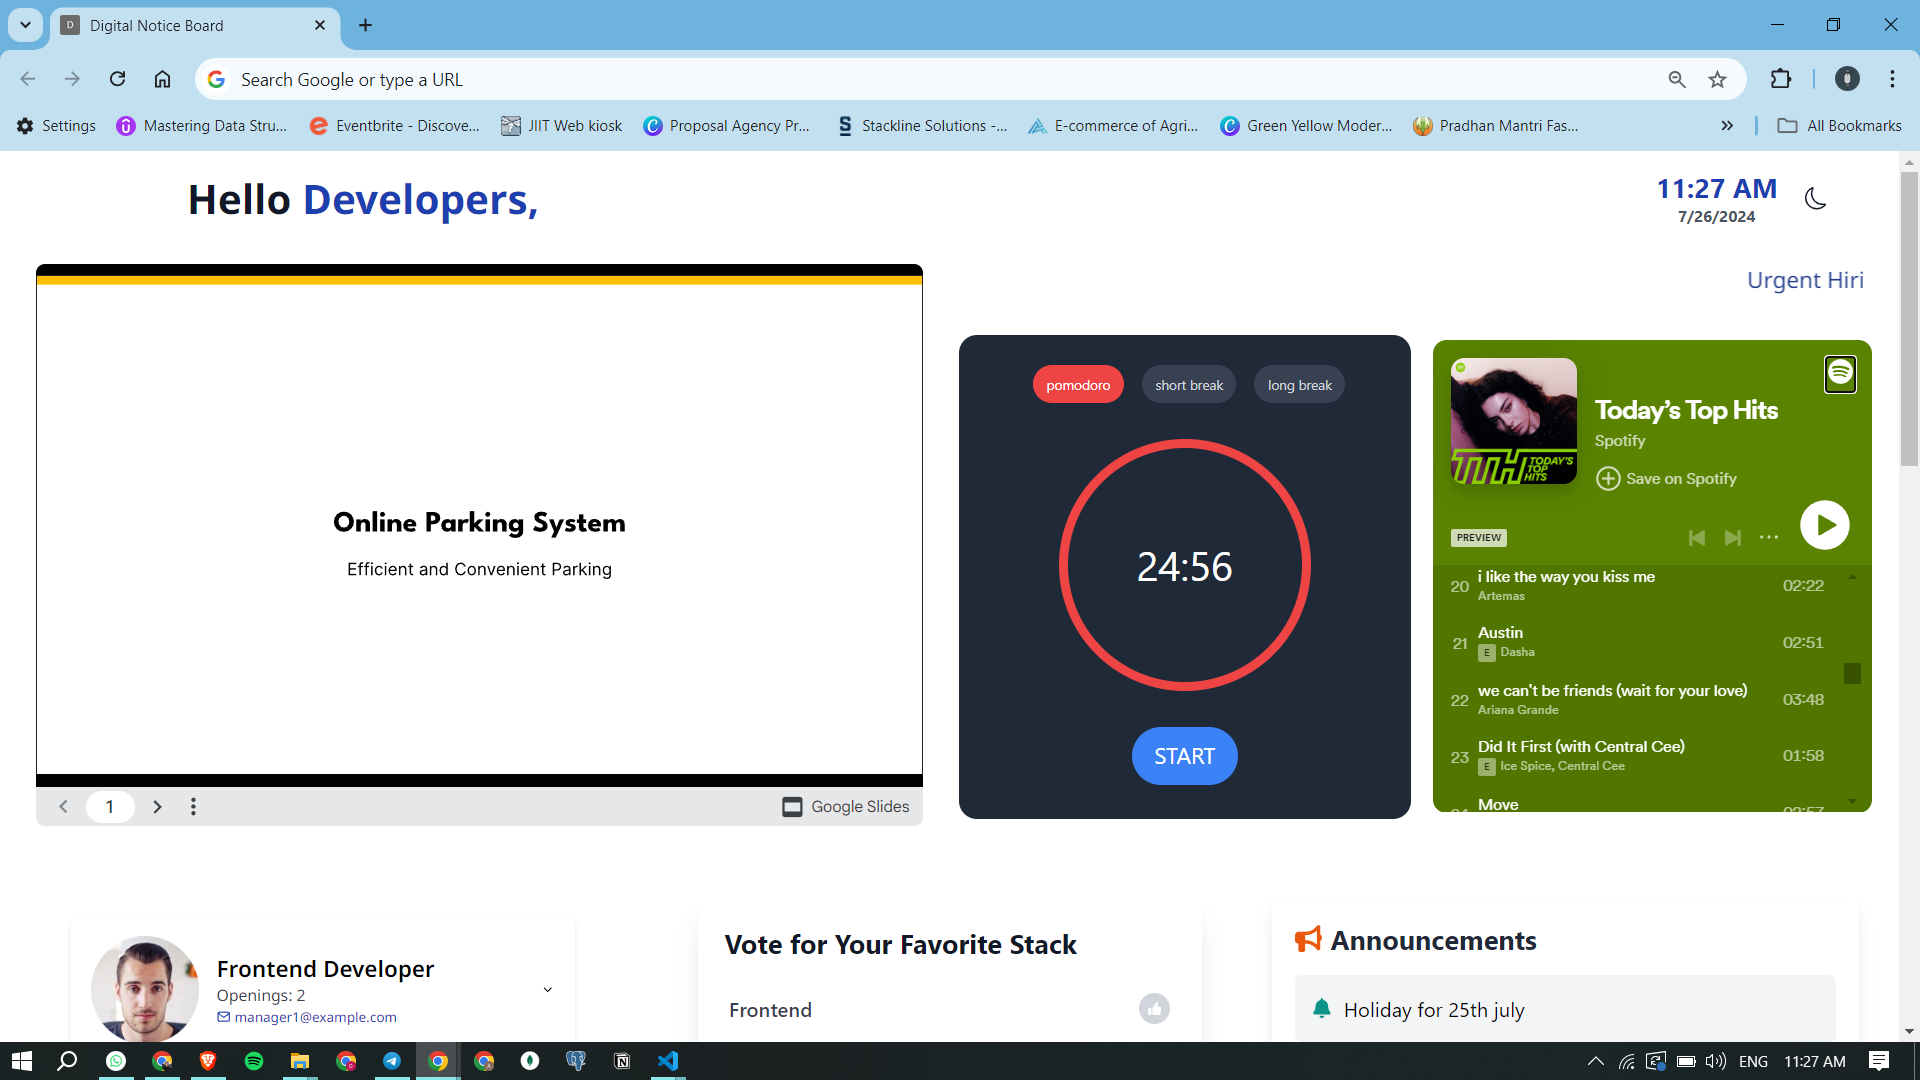 Digital Notice Board
Search Google or type a URL
Settings
Mastering Data Stru...
Eventbrite - Discove...
JIIT Web kiosk
Proposal Agency Pr...
Stackline Solutions -...
E-commerce of Agri...
Green Yellow Moder...
Pradhan Mantri Fas...
All Bookmarks
Hello Developers,
11:27 AM
7/26/2024
Urgent Hiri
Online Parking System
Efficient and Convenient Parking
1
Google Slides
pomodoro
short break
long break
24:56
START
Today's Top Hits
Spotify
Save on Spotify
TTH TODAY'S TOP HITS
PREVIEW
20 i like the way you kiss me 02:22
Artemas
21 Austin 02:51
E Dasha
22 we can't be friends (wait for your love) 03:48
Ariana Grande
23 Did It First (with Central Cee) 01:58
E Ice Spice, Central Cee
Move
Frontend Developer
Openings: 2
manager1@example.com
Vote for Your Favorite Stack
Frontend
Announcements
Holiday for 25th july
ENG
11:27 AM